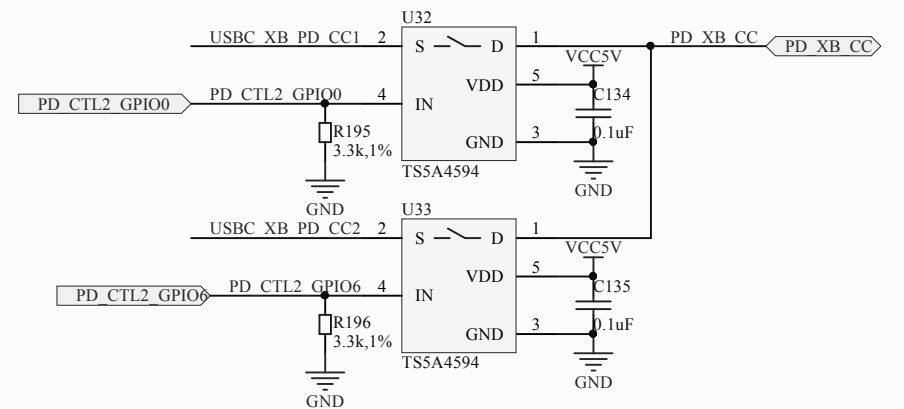 U32
USBC_XB_PD_CC1 2 S D 1 PD_XB_CC PD_XB_CC
VCC5V
VDD 5
C134
PD_CTL2_GPIO0 PD_CTL2_GPIO0 4 IN
R195
3.3k,1%
GND 3
0.1uF
TS5A4594
GND
GND
U33
USBC_XB_PD_CC2 2 S D 1
VCC5V
VDD 5
C135
PD_CTL2_GPIO6 PD_CTL2_GPIO6 4 IN
R196
3.3k,1%
GND 3
0.1uF
TS5A4594
GND
GND